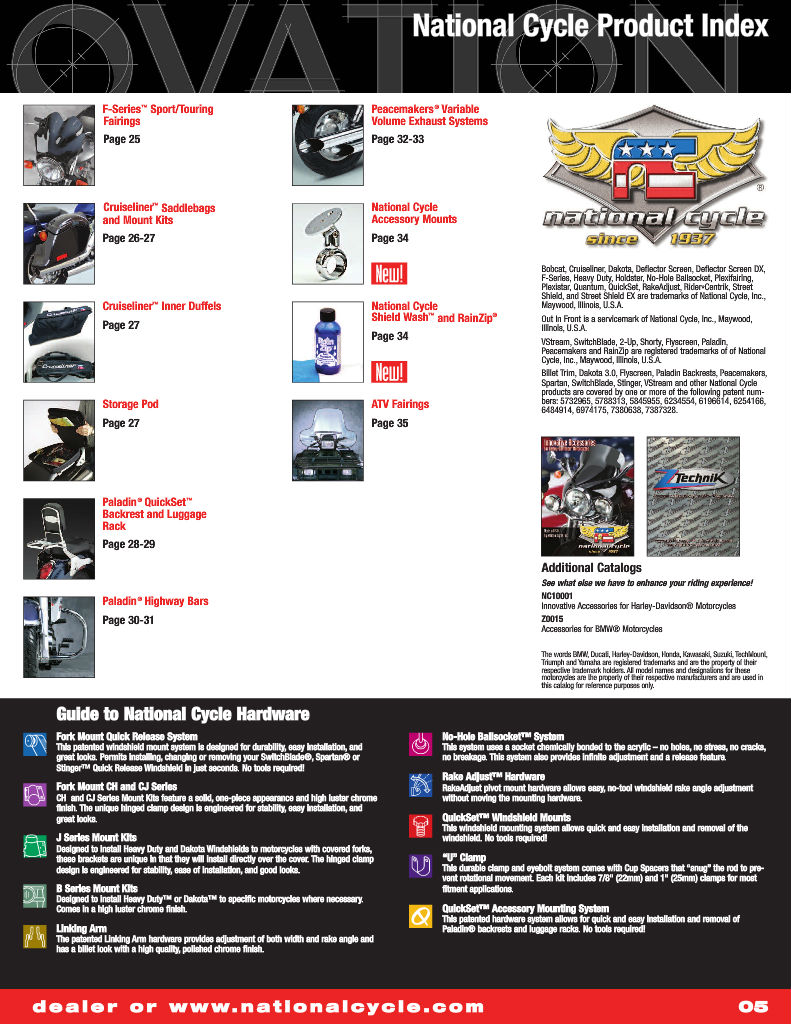 OVATION
National Cycle Product Index
F-Series™ Sport/Touring
Fairings
Page 25
Cruiseliner™ Saddlebags
and Mount Kits
Page 26-27
Cruiseliner™ Inner Duffels
Page 27
Storage Pod
Page 27
Paladin® QuickSet™
Backrest and Luggage
Rack
Page 28-29
Paladin® Highway Bars
Page 30-31
Peacemakers® Variable
Volume Exhaust Systems
Page 32-33
National Cycle
Accessory Mounts
Page 34
New!
National Cycle
Shield Wash™ and RainZip®
Page 34
New!
ATV Fairings
Page 35
national cycle
since 1937
Bobcat, Cruiseliner, Dakota, Deflector Screen, Deflector Screen DX,
F-Series, Heavy Duty, Holdster, No-Hole Ballsocket, Plexifairing,
Plexistar, Quantum, QuickSet, RakeAdjust, Rider•Centrik, Street
Shield, and Street Shield EX are trademarks of National Cycle, Inc.,
Maywood, Illinois, U.S.A.
Out In Front is a servicemark of National Cycle, Inc., Maywood,
Illinois, U.S.A.
VStream, SwitchBlade, 2-Up, Shorty, Flyscreen, Paladin,
Peacemakers and RainZip are registered trademarks of of National
Cycle, Inc., Maywood, Illinois, U.S.A.
Billet Trim, Dakota 3.0, Flyscreen, Paladin Backrests, Peacemakers,
Spartan, SwitchBlade, Stinger, VStream and other National Cycle
products are covered by one or more of the following patent num-
bers: 5732965, 5788313, 5845955, 6234554, 6196614, 6254166,
6484914, 6974175, 7380638, 7387328.
Innovative Accessories
national cycle
ZTechnik
Additional Catalogs
See what else we have to enhance your riding experience!
NC10001
Innovative Accessories for Harley-Davidson® Motorcycles
Z0015
Accessories for BMW® Motorcycles
The words BMW, Ducati, Harley-Davidson, Honda, Kawasaki, Suzuki, TechMount,
Triumph and Yamaha are registered trademarks and are the property of their
respective trademark holders. All model names and designations for these
motorcycles are the property of their respective manufacturers and are used in
this catalog for reference purposes only.
Guide to National Cycle Hardware
Fork Mount Quick Release System
This patented windshield mount system is designed for durability, easy installation, and
great looks. Permits installing, changing or removing your SwitchBlade®, Spartan® or
Stinger™ Quick Release Windshield in just seconds. No tools required!
Fork Mount CH and CJ Series
CH and CJ Series Mount Kits feature a solid, one-piece appearance and high luster chrome
finish. The unique hinged clamp design is engineered for stability, easy installation, and
great looks.
J Series Mount Kits
Designed to install Heavy Duty and Dakota Windshields to motorcycles with covered forks,
these brackets are unique in that they will install directly over the cover. The hinged clamp
design is engineered for stability, ease of installation, and good looks.
B Series Mount Kits
Designed to install Heavy Duty™ or Dakota™ to specific motorcycles where necessary.
Comes in a high luster chrome finish.
Linking Arm
The patented Linking Arm hardware provides adjustment of both width and rake angle and
has a billet look with a high quality, polished chrome finish.
No-Hole Ballsocket™ System
This system uses a socket chemically bonded to the acrylic – no holes, no stress, no cracks,
no breakage. This system also provides infinite adjustment and a release feature.
Rake Adjust™ Hardware
RakeAdjust pivot mount hardware allows easy, no-tool windshield rake angle adjustment
without moving the mounting hardware.
QuickSet™ Windshield Mounts
This windshield mounting system allows quick and easy installation and removal of the
windshield. No tools required!
“U” Clamp
This durable clamp and eyebolt system comes with Cup Spacers that “snug” the rod to pre-
vent rotational movement. Each kit includes 7/8" (22mm) and 1" (25mm) clamps for most
fitment applications.
QuickSet™ Accessory Mounting System
This patented hardware system allows for quick and easy installation and removal of
Paladin® backrests and luggage racks. No tools required!
dealer or www.nationalcycle.com
05